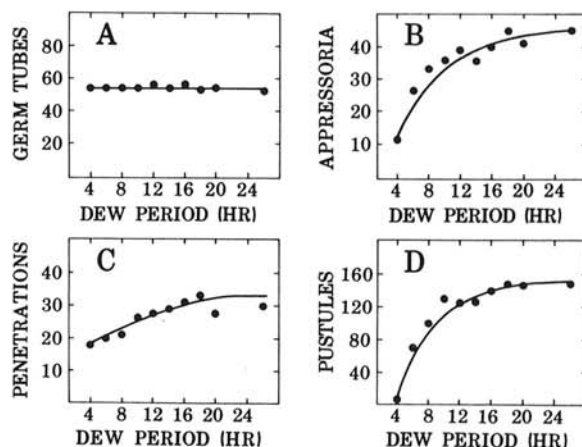 A
GERM TUBES
80
60
40
20
4 8 12 16 20 24
DEW PERIOD (HR)
B
APPRESSORIA
40
30
20
10
4 8 12 16 20 24
DEW PERIOD (HR)
C
PENETRATIONS
40
30
20
10
4 8 12 16 20 24
DEW PERIOD (HR)
D
PUSTULES
160
120
80
40
4 8 12 16 20 24
DEW PERIOD (HR)